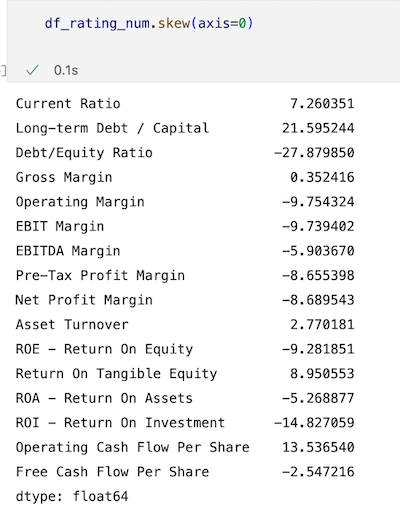 df_rating_num.skew(axis=0)
] ✓ 0.1s
Current Ratio 7.260351
Long-term Debt / Capital 21.595244
Debt/Equity Ratio -27.879850
Gross Margin 0.352416
Operating Margin -9.754324
EBIT Margin -9.739402
EBITDA Margin -5.903670
Pre-Tax Profit Margin -8.655398
Net Profit Margin -8.689543
Asset Turnover 2.770181
ROE - Return On Equity -9.281851
Return On Tangible Equity 8.950553
ROA - Return On Assets -5.268877
ROI - Return On Investment -14.827059
Operating Cash Flow Per Share 13.536540
Free Cash Flow Per Share -2.547216
dtype: float64